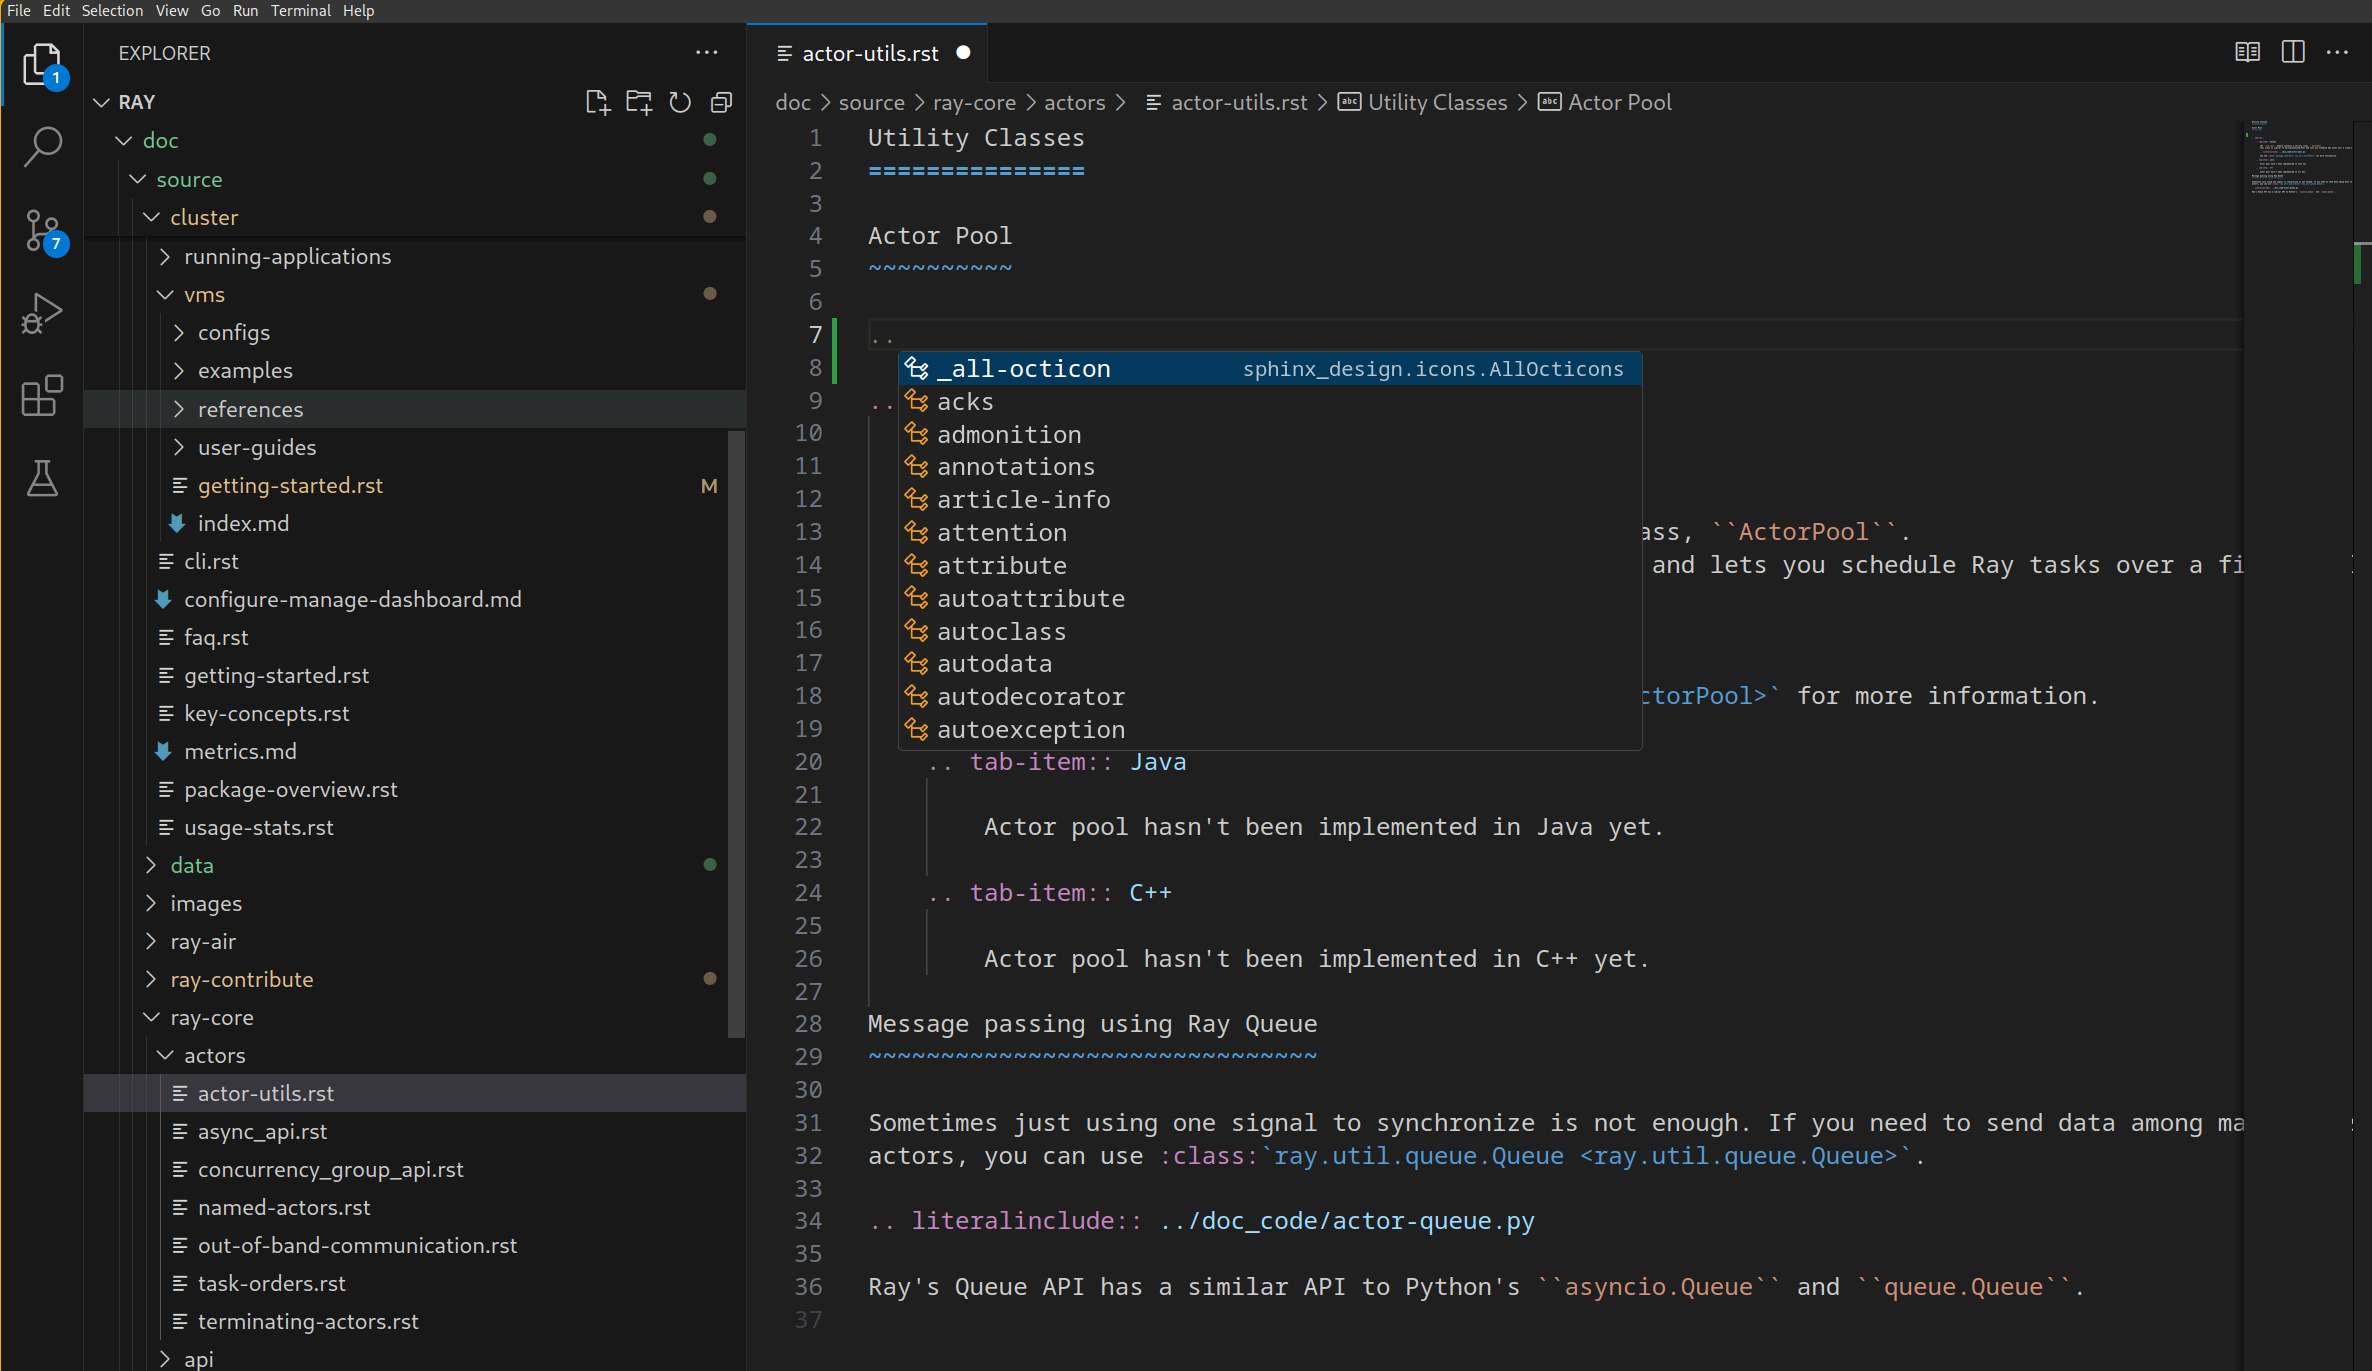 File Edit Selection View Go Run Terminal Help
EXPLORER
RAY
doc
source
cluster
running-applications
vms
configs
examples
references
user-guides
getting-started.rst M
index.md
cli.rst
configure-manage-dashboard.md
faq.rst
getting-started.rst
key-concepts.rst
metrics.md
package-overview.rst
usage-stats.rst
data
images
ray-air
ray-contribute
ray-core
actors
actor-utils.rst
async_api.rst
concurrency_group_api.rst
named-actors.rst
out-of-band-communication.rst
task-orders.rst
terminating-actors.rst
api
1
7
actor-utils.rst
doc > source > ray-core > actors > actor-utils.rst > Utility Classes > Actor Pool
1 Utility Classes
2 ===============
3
4 Actor Pool
5 ~~~~~~~~~~
6
7 ..
8
9 ..
10
11
12
13 ass, ``ActorPool``.
14 and lets you schedule Ray tasks over a fi
15
16
17
18 ctorPool>` for more information.
19
_all-octicon sphinx_design.icons.AllOcticons
acks
admonition
annotations
article-info
attention
attribute
autoattribute
autoclass
autodata
autodecorator
autoexception
20 .. tab-item:: Java
21
22 Actor pool hasn't been implemented in Java yet.
23
24 .. tab-item:: C++
25
26 Actor pool hasn't been implemented in C++ yet.
27
28 Message passing using Ray Queue
29 ~~~~~~~~~~~~~~~~~~~~~~~~~~~~~~~
30
31 Sometimes just using one signal to synchronize is not enough. If you need to send data among ma
32 actors, you can use :class:`ray.util.queue.Queue <ray.util.queue.Queue>`.
33
34 .. literalinclude:: ../doc_code/actor-queue.py
35
36 Ray's Queue API has a similar API to Python's ``asyncio.Queue`` and ``queue.Queue``.
37